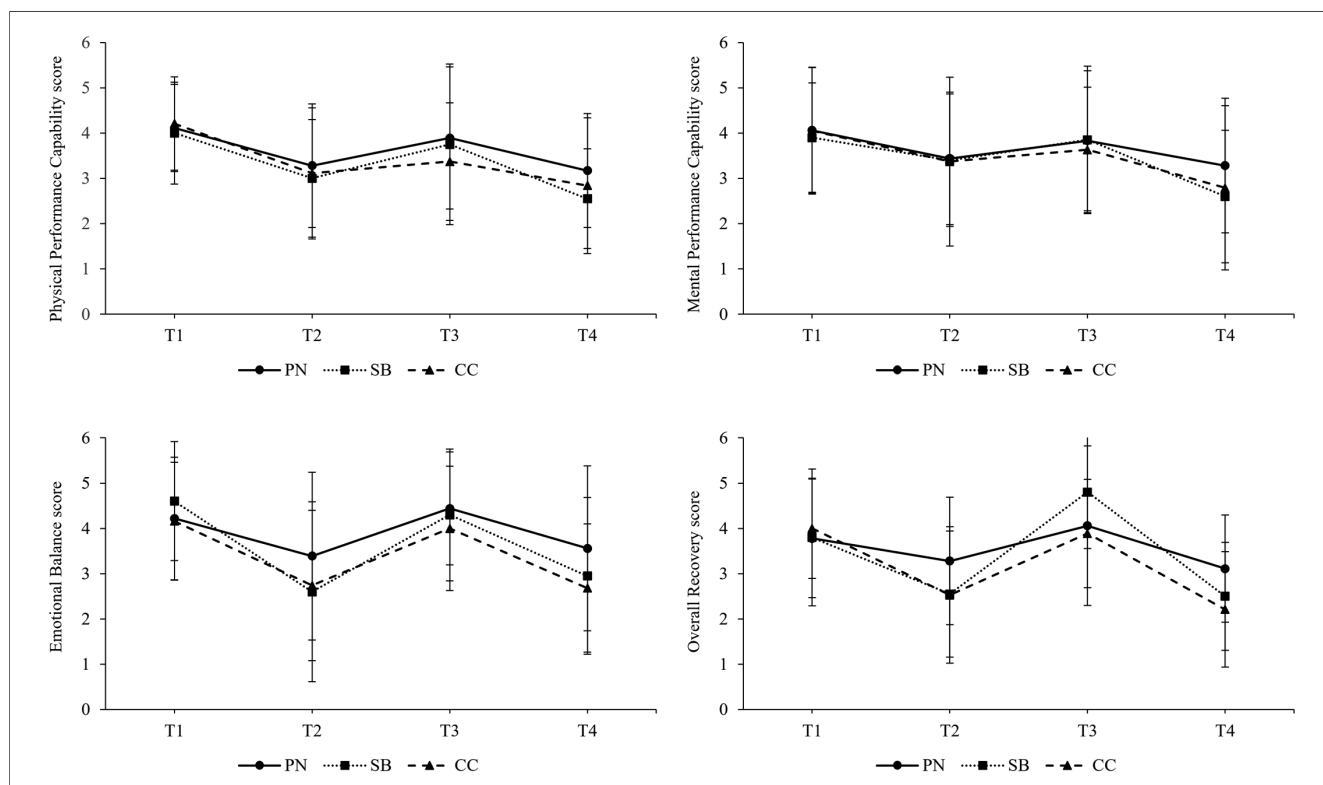 Physical Performance Capability score
6
5
4
3
2
1
0
T1 T2 T3 T4
PN SB CC
Mental Performance Capability score
6
5
4
3
2
1
0
T1 T2 T3 T4
PN SB CC
Emotional Balance score
6
5
4
3
2
1
0
T1 T2 T3 T4
PN SB CC
Overall Recovery score
6
5
4
3
2
1
0
T1 T2 T3 T4
PN SB CC